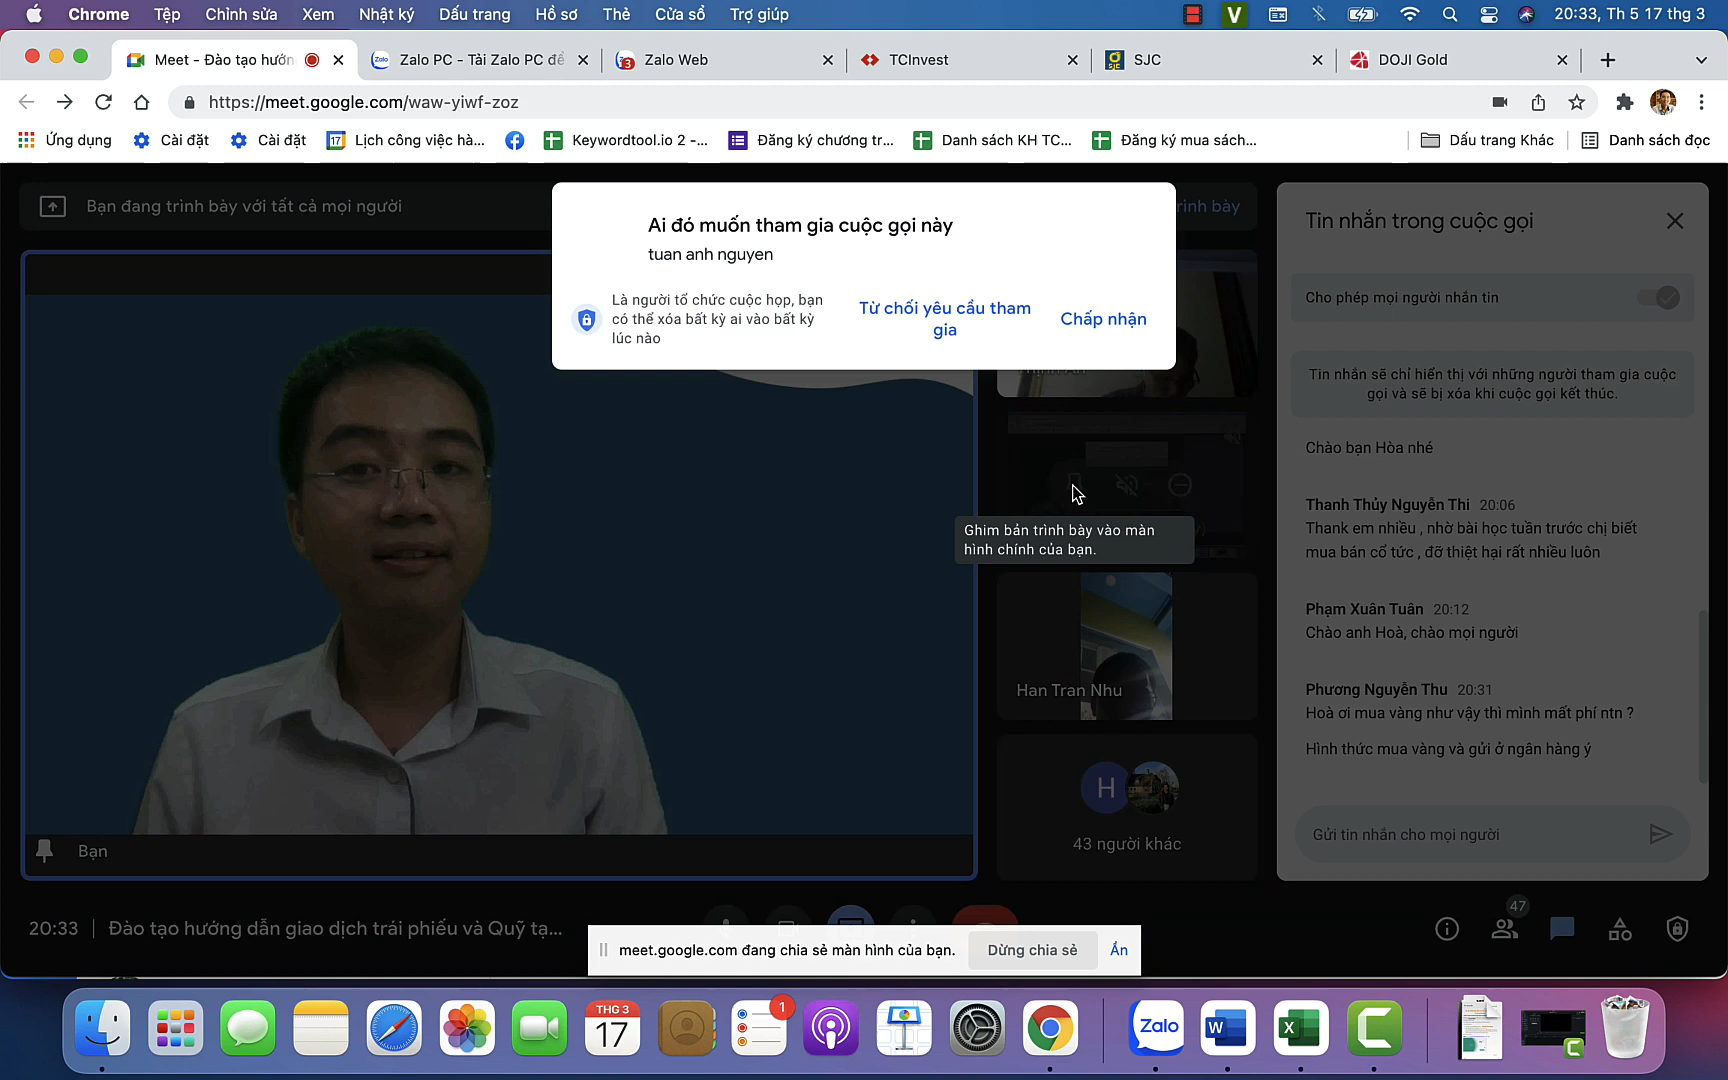 Chrome Tệp Chỉnh sửa Xem Nhật ký Dấu trang Hồ sơ Thẻ Cửa sổ Trợ giúp
V
20:33, Th 5 17 thg 3
Meet - Đào tạo hướn
Zalo PC - Tải Zalo PC để
Zalo Web
TCInvest
SJC
DOJI Gold
https://meet.google.com/waw-yiwf-zoz
Ứng dụng
Cài đặt
Cài đặt
Lịch công việc hà...
Keywordtool.io 2 -...
Đăng ký chương tr...
Danh sách KH TC...
Đăng ký mua sách...
Dấu trang Khác
Danh sách đọc
Bạn đang trình bày với tất cả mọi người
rình bày
Ai đó muốn tham gia cuộc gọi này
tuan anh nguyen
Là người tổ chức cuộc họp, bạn
có thể xóa bất kỳ ai vào bất kỳ
lúc nào
Từ chối yêu cầu tham
gia
Chấp nhận
Ghim bản trình bày vào màn
hình chính của bạn.
Han Tran Nhu
H
43 người khác
Bạn
Tin nhắn trong cuộc gọi
Cho phép mọi người nhắn tin
Tin nhắn sẽ chỉ hiển thị với những người tham gia cuộc
gọi và sẽ bị xóa khi cuộc gọi kết thúc.
Chào bạn Hòa nhé
Thanh Thủy Nguyễn Thi 20:06
Thank em nhiều , nhờ bài học tuần trước chị biết
mua bán cổ tức , đỡ thiệt hại rất nhiều luôn
Phạm Xuân Tuân 20:12
Chào anh Hoà, chào mọi người
Phương Nguyễn Thu 20:31
Hoà ơi mua vàng như vậy thì mình mất phí ntn ?
Hình thức mua vàng và gửi ở ngân hàng ý
Gửi tin nhắn cho mọi người
20:33 | Đào tạo hướng dẫn giao dịch trái phiếu và Quỹ tạ...
47
meet.google.com đang chia sẻ màn hình của bạn.
Dừng chia sẻ
Ẩn
THG 3
17
1
Zalo
W
X
C